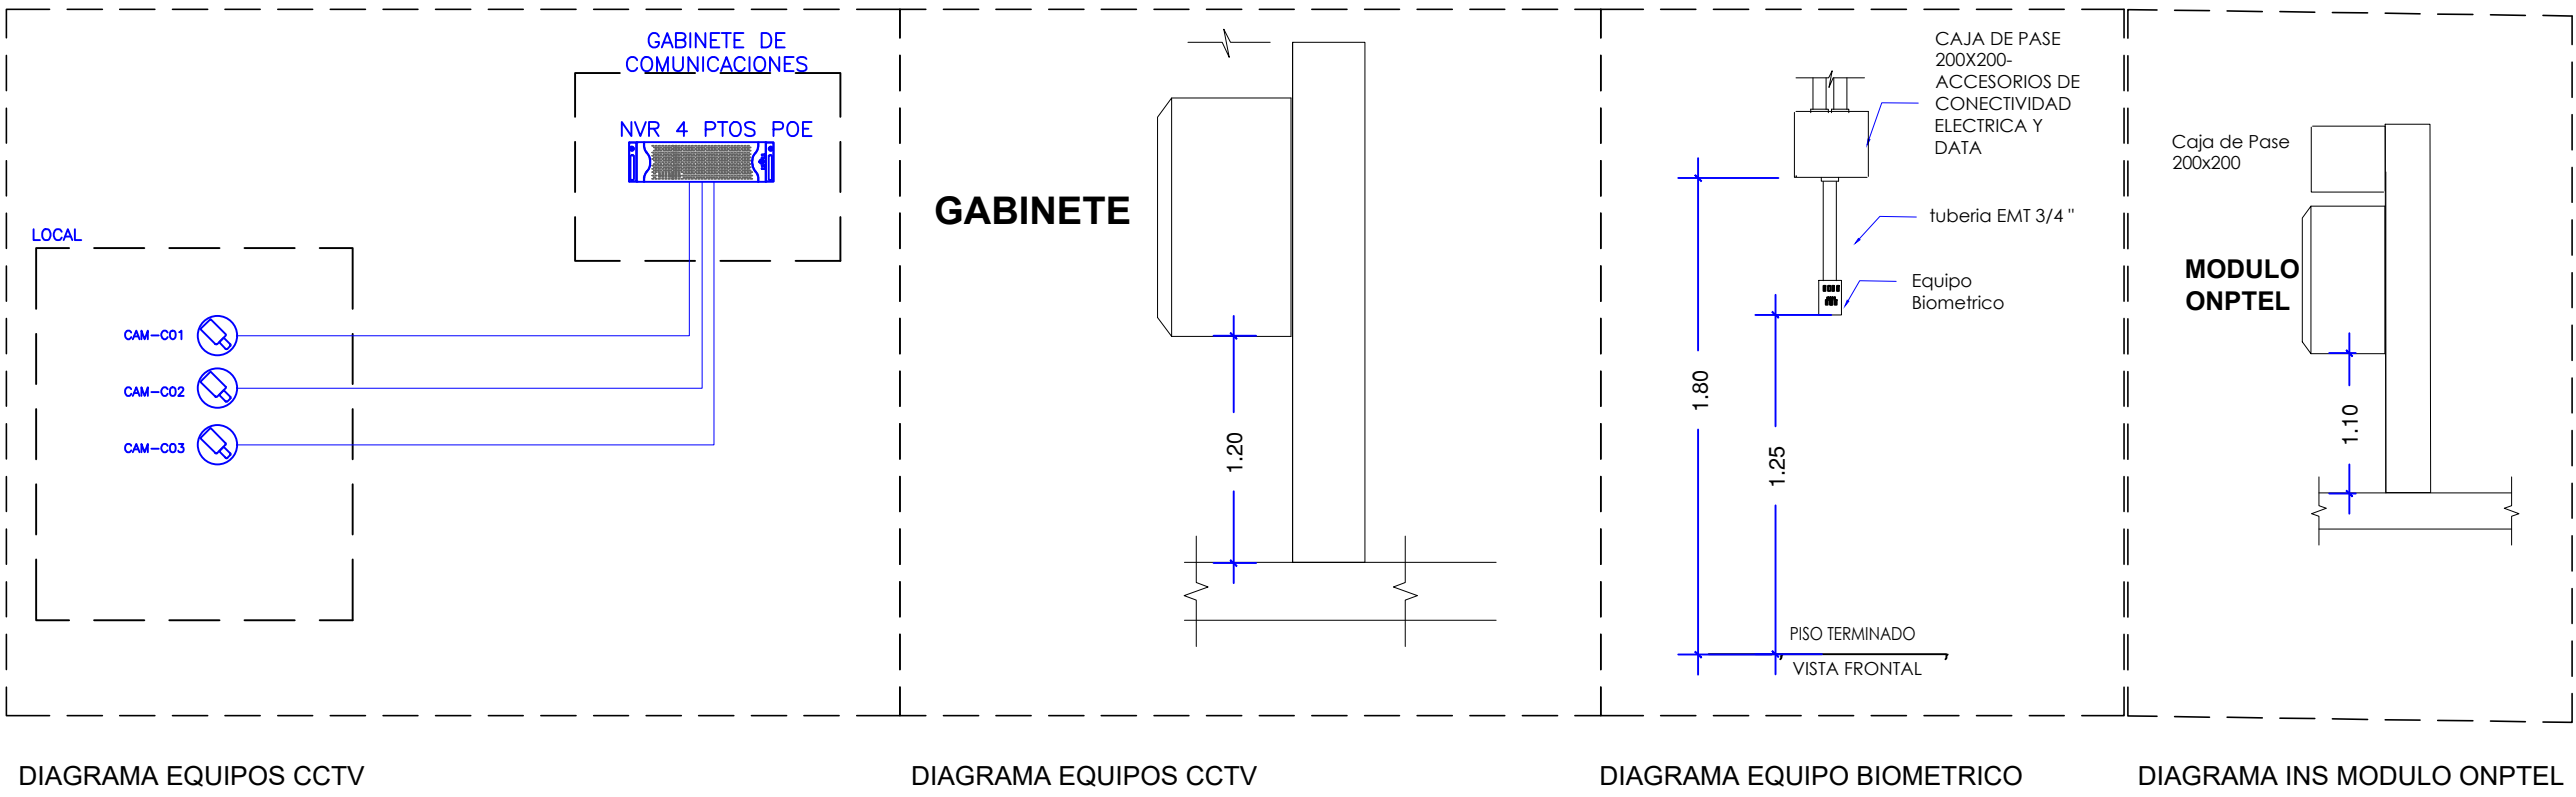 GABINETE DE
COMUNICACIONES
NVR 4 PTOS POE
LOCAL
CAM-C01
CAM-C02
CAM-C03
DIAGRAMA EQUIPOS CCTV
GABINETE
1.20
DIAGRAMA EQUIPOS CCTV
CAJA DE PASE
200X200-
ACCESORIOS DE
CONECTIVIDAD
ELECTRICA Y
DATA
tuberia EMT 3/4 "
Equipo
Biometrico
1.80
1.25
PISO TERMINADO
VISTA FRONTAL
DIAGRAMA EQUIPO BIOMETRICO
Caja de Pase
200x200
MODULO
ONPTEL
1.10
DIAGRAMA INS MODULO ONPTEL